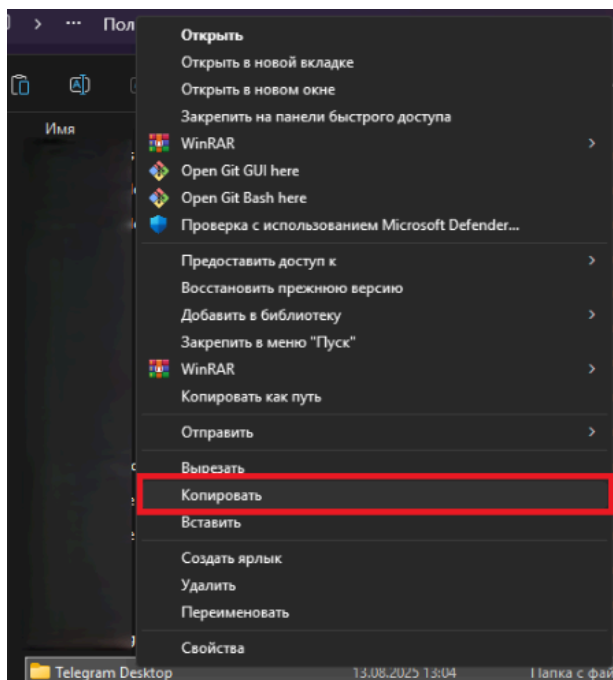 Пол
Имя
Открыть
Открыть в новой вкладке
Открыть в новом окне
Закрепить на панели быстрого доступа
WinRAR
Open Git GUI here
Open Git Bash here
Проверка с использованием Microsoft Defender...
Предоставить доступ к
Восстановить прежнюю версию
Добавить в библиотеку
Закрепить в меню "Пуск"
WinRAR
Копировать как путь
Отправить
Вырезать
Копировать
Вставить
Создать ярлык
Удалить
Переименовать
Свойства
Telegram Desktop 13.08.2025 13:04 Папка с фай